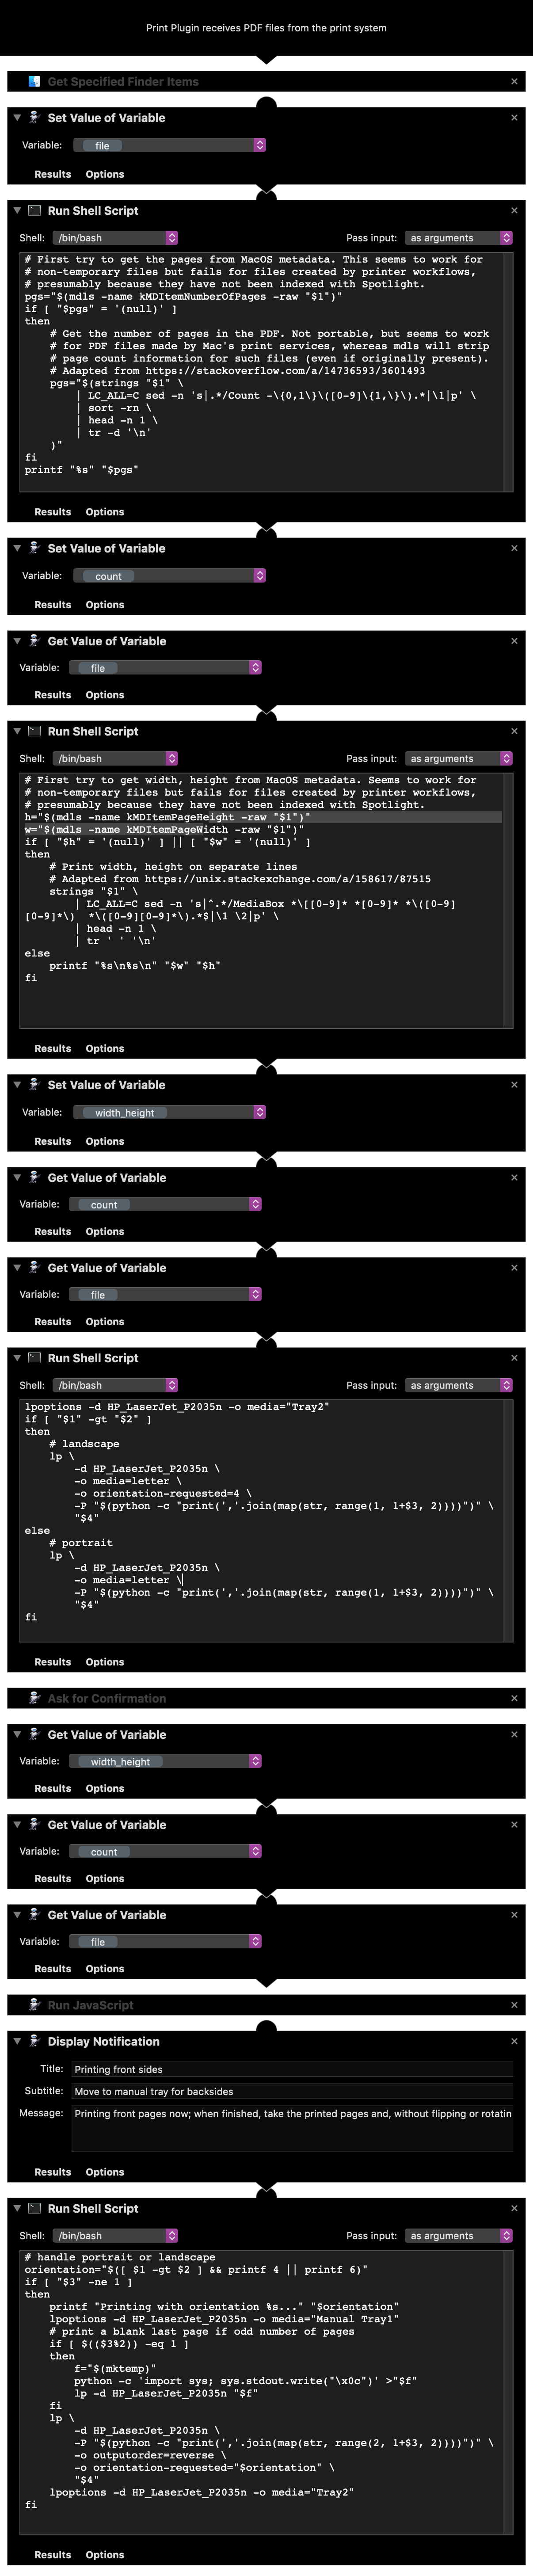 Print Plugin receives PDF files from the print system
Get Specified Finder Items
Set Value of Variable
Variable: file
Results Options
Run Shell Script
Shell: /bin/bash Pass input: as arguments
# First try to get the pages from MacOS metadata. This seems to work for
# non-temporary files but fails for files created by printer workflows,
# presumably because they have not been indexed with Spotlight.
pgs="$(mdls -name kMDItemNumberOfPages -raw "$1")"
if [ "$pgs" = '(null)' ]
then
    # Get the number of pages in the PDF. Not portable, but seems to work
    # for PDF files made by Mac's print services, whereas mdls will strip
    # page count information for such files (even if originally present).
    # Adapted from https://stackoverflow.com/a/14736593/3601493
    pgs="$(strings "$1" \
        | LC_ALL=C sed -n 's|.*/Count -\{0,1\}\([0-9]\{1,\}\).*|\1|p' \
        | sort -rn \
        | head -n 1 \
        | tr -d '\n'
    )"
fi
printf "%s" "$pgs"
Results Options
Set Value of Variable
Variable: count
Results Options
Get Value of Variable
Variable: file
Results Options
Run Shell Script
Shell: /bin/bash Pass input: as arguments
# First try to get width, height from MacOS metadata. Seems to work for
# non-temporary files but fails for files created by printer workflows,
# presumably because they have not been indexed with Spotlight.
h="$(mdls -name kMDItemPageHeight -raw "$1")"
w="$(mdls -name kMDItemPageWidth -raw "$1")"
if [ "$h" = '(null)' ] || [ "$w" = '(null)' ]
then
    # Print width, height on separate lines
    # Adapted from https://unix.stackexchange.com/a/158617/87515
    strings "$1" \
        | LC_ALL=C sed -n 's|^.*/MediaBox *\[[0-9]* *[0-9]* *\([0-9]
[0-9]*\)  *\([0-9][0-9]*\).*$|\1 \2|p' \
        | head -n 1 \
        | tr ' ' '\n'
else
    printf "%s\n%s\n" "$w" "$h"
fi
Results Options
Set Value of Variable
Variable: width_height
Results Options
Get Value of Variable
Variable: count
Results Options
Get Value of Variable
Variable: file
Results Options
Run Shell Script
Shell: /bin/bash Pass input: as arguments
lpoptions -d HP_LaserJet_P2035n -o media="Tray2"
if [ "$1" -gt "$2" ]
then
    # landscape
    lp \
        -d HP_LaserJet_P2035n \
        -o media=letter \
        -o orientation-requested=4 \
        -P "$(python -c "print(','.join(map(str, range(1, 1+$3, 2))))")" \
        "$4"
else
    # portrait
    lp \
        -d HP_LaserJet_P2035n \
        -o media=letter \
        -P "$(python -c "print(','.join(map(str, range(1, 1+$3, 2))))")" \
        "$4"
fi
Results Options
Ask for Confirmation
Get Value of Variable
Variable: width_height
Results Options
Get Value of Variable
Variable: count
Results Options
Get Value of Variable
Variable: file
Results Options
Run JavaScript
Display Notification
Title: Printing front sides
Subtitle: Move to manual tray for backsides
Message: Printing front pages now; when finished, take the printed pages and, without flipping or rotatin
Results Options
Run Shell Script
Shell: /bin/bash Pass input: as arguments
# handle portrait or landscape
orientation="$([ $1 -gt $2 ] && printf 4 || printf 6)"
if [ "$3" -ne 1 ]
then
    printf "Printing with orientation %s..." "$orientation"
    lpoptions -d HP_LaserJet_P2035n -o media="Manual Tray1"
    # print a blank last page if odd number of pages
    if [ $(($3%2)) -eq 1 ]
    then
        f="$(mktemp)"
        python -c 'import sys; sys.stdout.write("\x0c")' >"$f"
        lp -d HP_LaserJet_P2035n "$f"
    fi
    lp \
        -d HP_LaserJet_P2035n \
        -P "$(python -c "print(','.join(map(str, range(2, 1+$3, 2))))")" \
        -o outputorder=reverse \
        -o orientation-requested="$orientation" \
        "$4"
    lpoptions -d HP_LaserJet_P2035n -o media="Tray2"
fi
Results Options